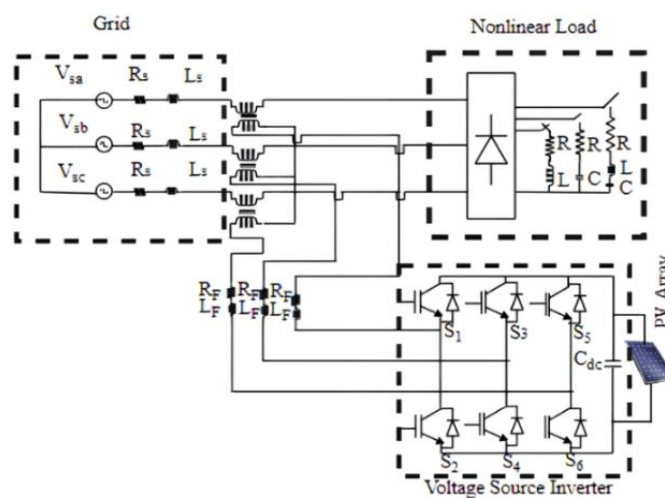 Grid
Nonlinear Load
Vsa
Rs
Ls
Vsb
Rs
Ls
Vsc
Rs
Ls
R
R
R
L
C
L
C
RF
RF
RF
LF
LF
LF
S1
S3
S5
Cdc
PV Array
S2
S4
S6
Voltage Source Inverter